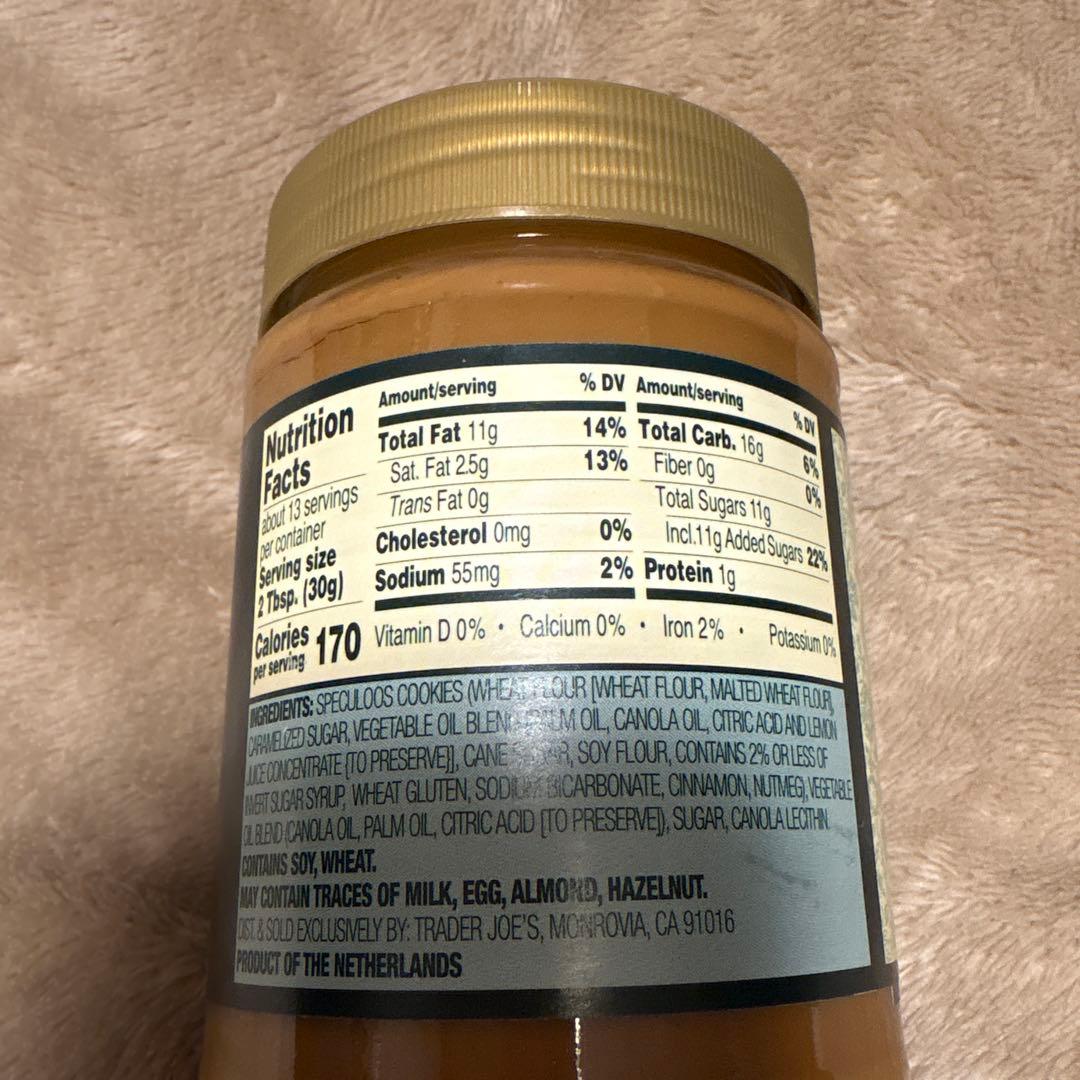 Nutrition
Facts
about 13 servings
per container
Serving size
2 Tbsp. (30g)
Calories 170
per serving
Amount/serving % DV
Total Fat 11g 14%
Sat. Fat 2.5g 13%
Trans Fat 0g
Cholesterol 0mg 0%
Sodium 55mg 2%
Amount/serving % DV
Total Carb. 16g 6%
Fiber 0g 0%
Total Sugars 11g
Incl. 11g Added Sugars 22%
Protein 1g
Vitamin D 0% • Calcium 0% • Iron 2% • Potassium 0%
INGREDIENTS: SPECULOOS COOKIES (WHEAT FLOUR [WHEAT FLOUR, MALTED WHEAT FLOUR],
CARAMELIZED SUGAR, VEGETABLE OIL BLEND [PALM OIL, CANOLA OIL, CITRIC ACID AND LEMON
JUICE CONCENTRATE {TO PRESERVE}], CANE SUGAR, SOY FLOUR, CONTAINS 2% OR LESS OF
INVERT SUGAR SYRUP, WHEAT GLUTEN, SODIUM BICARBONATE, CINNAMON, NUTMEG), VEGETABLE
OIL BLEND (CANOLA OIL, PALM OIL, CITRIC ACID [TO PRESERVE]), SUGAR, CANOLA LECITHIN.
CONTAINS SOY, WHEAT.
MAY CONTAIN TRACES OF MILK, EGG, ALMOND, HAZELNUT.
DIST. & SOLD EXCLUSIVELY BY: TRADER JOE'S, MONROVIA, CA 91016
PRODUCT OF THE NETHERLANDS